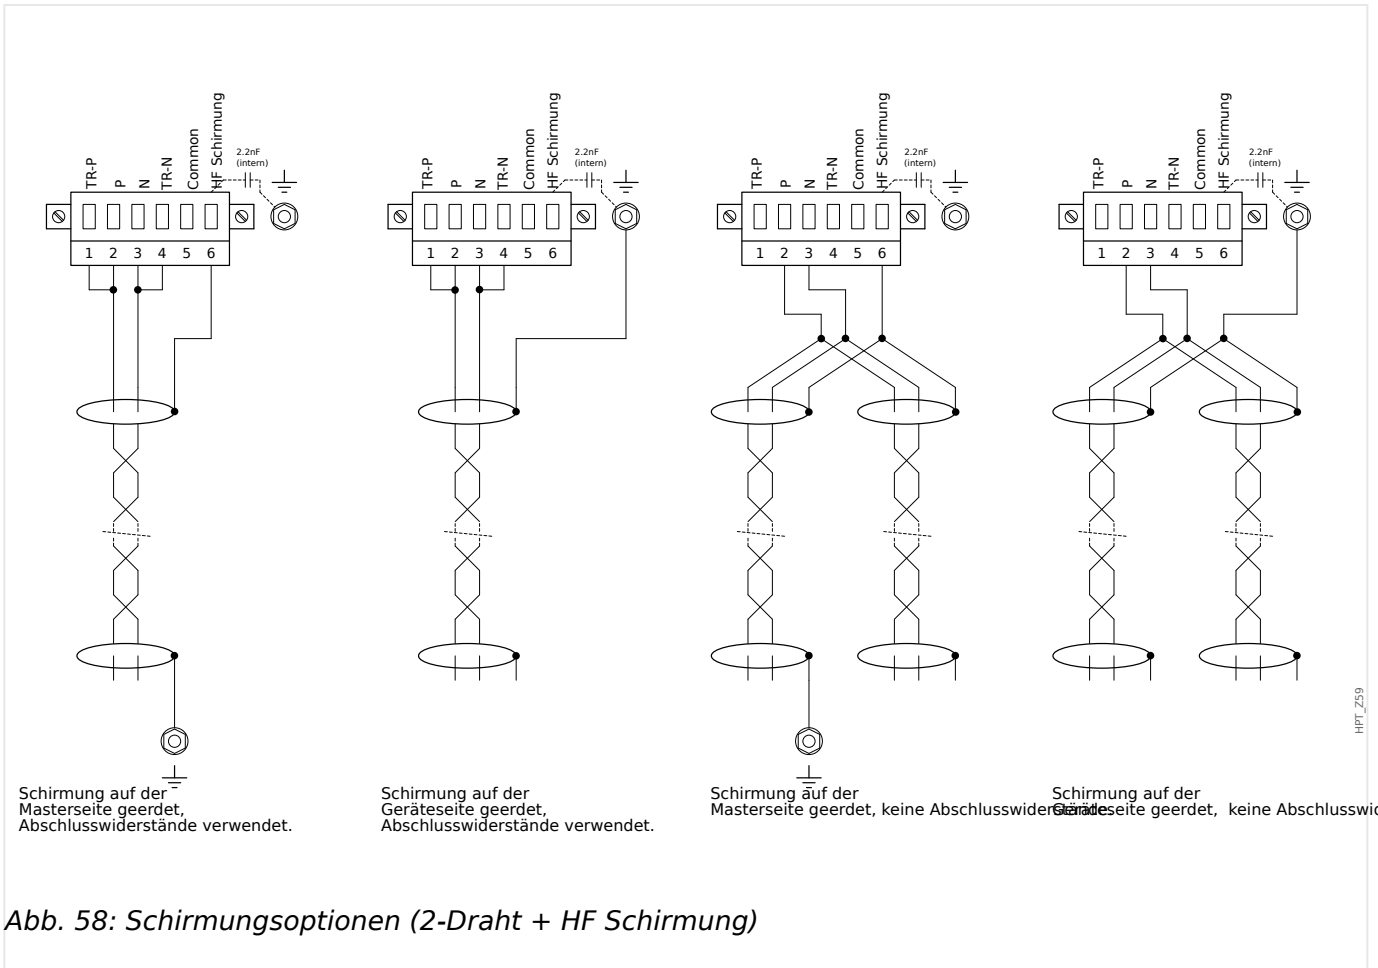 TR-P
P
N
TR-N
Common
HF Schirmung
2.2nF
(intern)
1 2 3 4 5 6
TR-P
P
N
TR-N
Common
HF Schirmung
2.2nF
(intern)
1 2 3 4 5 6
TR-P
P
N
TR-N
Common
HF Schirmung
2.2nF
(intern)
1 2 3 4 5 6
TR-P
P
N
TR-N
Common
HF Schirmung
2.2nF
(intern)
1 2 3 4 5 6
HPT_Z59
Schirmung auf der
Masterseite geerdet,
Abschlusswiderstände verwendet.
Schirmung auf der
Geräteseite geerdet,
Abschlusswiderstände verwendet.
Schirmung auf der
Masterseite geerdet, keine Abschlusswiderstände.
Schirmung auf der
Geräteseite geerdet, keine Abschlusswid
Abb. 58: Schirmungsoptionen (2-Draht + HF Schirmung)